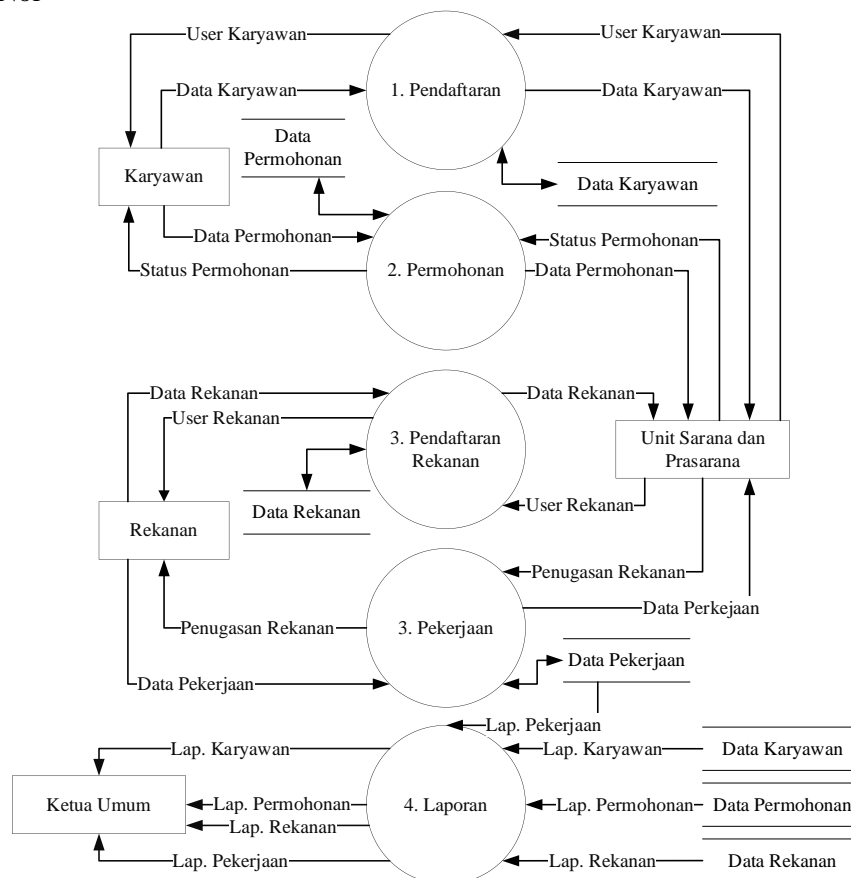 User Karyawan
User Karyawan
Data Karyawan
1. Pendaftaran
Data Karyawan
Data
Permohonan
Karyawan
Data Karyawan
Data Permohonan
Status Permohonan
Status Permohonan
2. Permohonan
Data Permohonan
Data Rekanan
Data Rekanan
User Rekanan
3. Pendaftaran
Rekanan
Unit Sarana dan
Prasarana
Data Rekanan
User Rekanan
Rekanan
Penugasan Rekanan
Data Perkejaan
Penugasan Rekanan
3. Pekerjaan
Data Pekerjaan
Data Pekerjaan
Lap. Pekerjaan
Lap. Karyawan
Lap. Karyawan
Data Karyawan
Ketua Umum
Lap. Permohonan
4. Laporan
Lap. Permohonan
Data Permohonan
Lap. Rekanan
Lap. Pekerjaan
Lap. Rekanan
Data Rekanan